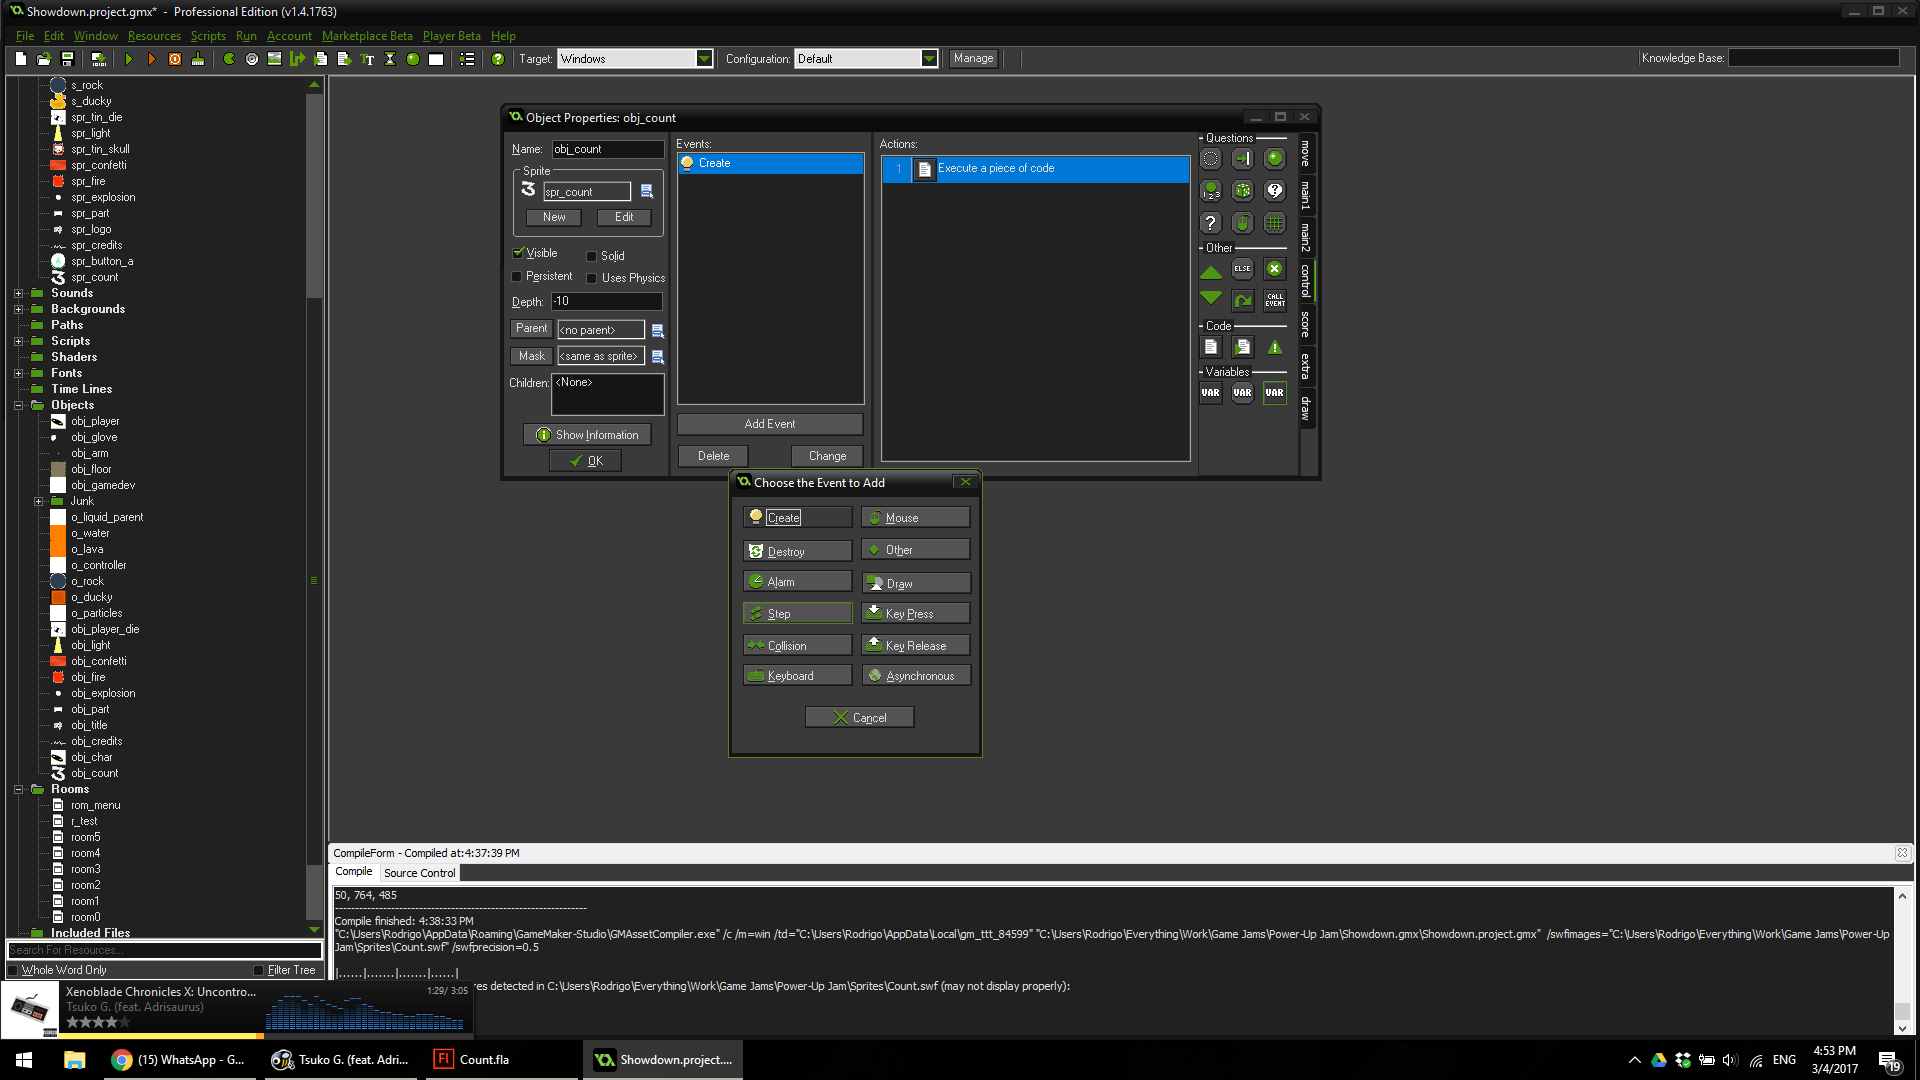 Showdown.project.gmx* - Professional Edition (v1.4.1763)
File Edit Window Resources Scripts Run Account Marketplace Beta Player Beta Help
Target: Windows Configuration: Default Manage Knowledge Base:
s_rock
s_ducky
spr_tin_die
spr_light
spr_tin_skull
spr_confetti
spr_fire
spr_explosion
spr_part
spr_logo
spr_credits
spr_button_a
spr_count
Sounds
Backgrounds
Paths
Scripts
Shaders
Fonts
Time Lines
Objects
obj_player
obj_glove
obj_arm
obj_floor
obj_gamedev
Junk
o_liquid_parent
o_water
o_lava
o_controller
o_rock
o_ducky
o_particles
obj_player_die
obj_light
obj_confetti
obj_fire
obj_explosion
obj_part
obj_title
obj_credits
obj_char
obj_count
Rooms
rom_menu
r_test
room5
room4
room3
room2
room1
room0
Included Files
Search For Resources...
Whole Word Only Filter Tree
Object Properties: obj_count
Name: obj_count
Sprite
spr_count
New Edit
Visible Solid
Persistent Uses Physics
Depth: -10
Parent <no parent>
Mask <same as sprite>
Children: <None>
Show Information
OK
Events:
Create
Add Event
Delete Change
Actions:
1 Execute a piece of code
Questions
Other
ELSE
CALL EVENT
Code
Variables
VAR VAR VAR
move
main1
main2
control
score
extra
draw
Choose the Event to Add
Create Mouse
Destroy Other
Alarm Draw
Step Key Press
Collision Key Release
Keyboard Asynchronous
Cancel
CompileForm - Compiled at:4:37:39 PM
Compile Source Control
50, 764, 485
Compile finished: 4:38:33 PM
"C:\Users\Rodrigo\AppData\Roaming\GameMaker-Studio\GMAssetCompiler.exe" /c /m=win /td="C:\Users\Rodrigo\AppData\Local\gm_ttt_84599" "C:\Users\Rodrigo\Everything\Work\Game Jams\Power-Up Jam\Showdown.gmx\Showdown.project.gmx" /swfimages="C:\Users\Rodrigo\Everything\Work\Game Jams\Power-Up
Jam\Sprites\Count.swf" /swfprecision=0.5
|......|.......|.......|......|
res detected in C:\Users\Rodrigo\Everything\Work\Game Jams\Power-Up Jam\Sprites\Count.swf (may not display properly):
Xenoblade Chronicles X: Uncontro... 1:29/ 3:05
Tsuko G. (feat. Adrisaurus)
(15) WhatsApp - G... Tsuko G. (feat. Adri... Count.fla Showdown.project....
ENG 4:53 PM
3/4/2017
19